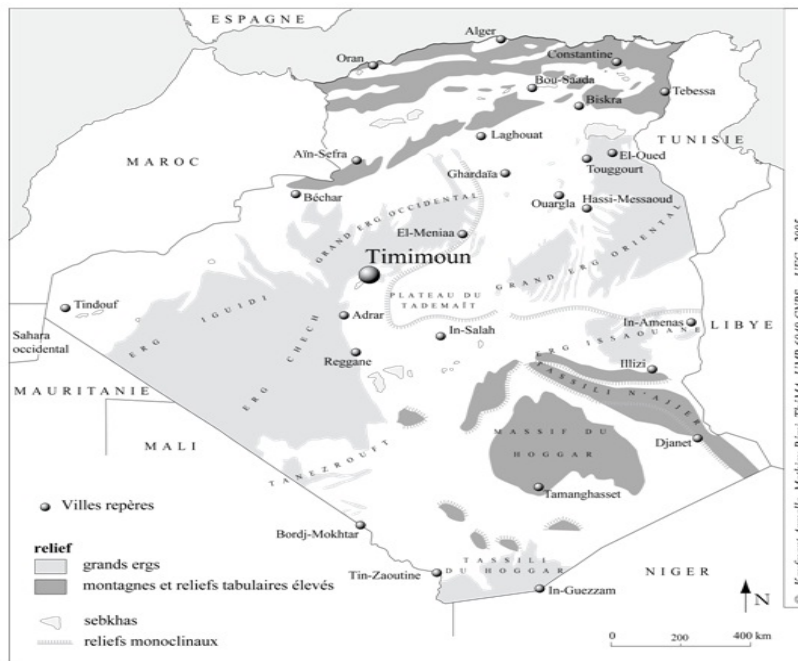 ESPAGNE
Alger
Oran
Constantine
Bou-Saâda
Tebessa
Biskra
TUNISIE
MAROC
Laghouat
Aïn-Sefra
El-Oued
Touggourt
Ghardaïa
Béchar
Ouargla
Hassi-Messaoud
GRAND ERG OCCIDENTAL
El-Meniaa
Timimoun
GRAND ERG ORIENTAL
PLATEAU DU
TADEMAÏT
Tindouf
ERG IGUIDI
Adrar
In-Amenas
LIBYE
Sahara
occidental
ERG CHECH
In-Salah
ERG ISSAOUANE
Reggane
Illizi
MAURITANIE
TASSILI N'AJJER
MALI
MASSIF DU
HOGGAR
Djanet
TANEZROUFT
Tamanghasset
Villes repères
Bordj-Mokhtar
relief
grands ergs
montagnes et reliefs tabulaires élevés
TASSILI
DU HOGGAR
Tin-Zaoutine
NIGER
In-Guezzam
sebkhas
reliefs monoclinaux
N
0 200 400 km